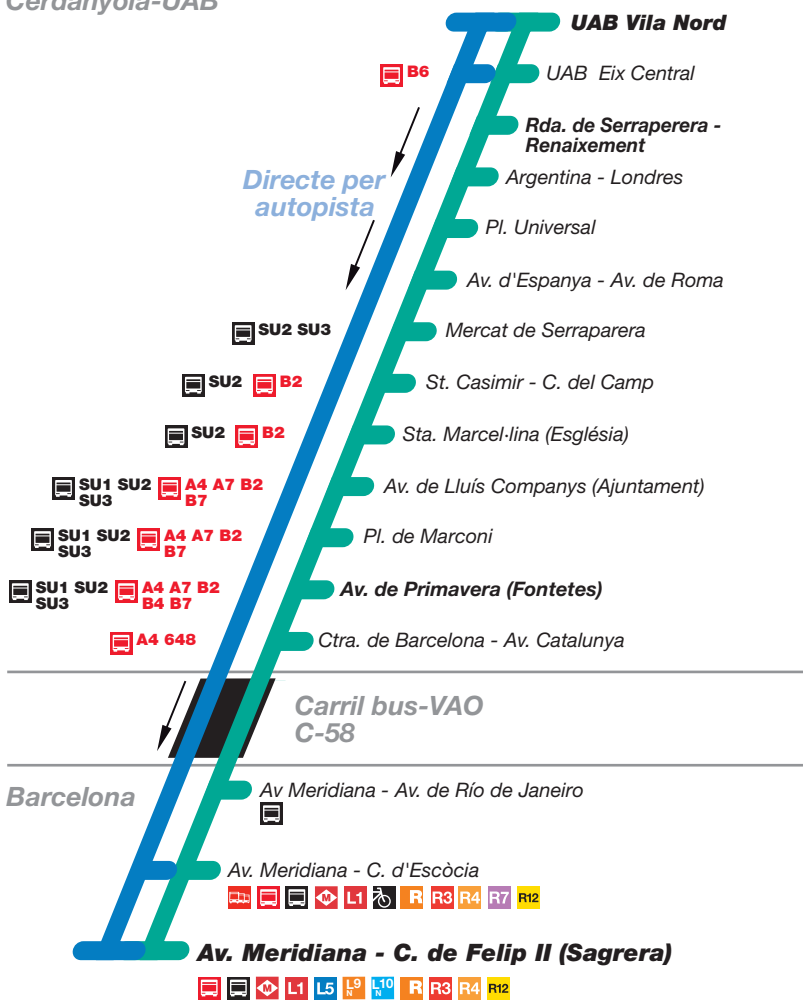 Cerdanyola-UAB
UAB Vila Nord
B6
UAB Eix Central
Rda. de Serraperera -
Renaixement
Directe per
autopista
Argentina - Londres
Pl. Universal
Av. d'Espanya - Av. de Roma
SU2 SU3
Mercat de Serraparera
SU2 B2
St. Casimir - C. del Camp
SU2 B2
Sta. Marcel·lina (Església)
SU1 SU2 A4 A7 B2
SU3 B7
Av. de Lluís Companys (Ajuntament)
SU1 SU2 A4 A7 B2
SU3 B7
Pl. de Marconi
SU1 SU2 A4 A7 B2
SU3 B4 B7
Av. de Primavera (Fontetes)
A4 648
Ctra. de Barcelona - Av. Catalunya
Carril bus-VAO
C-58
Barcelona
Av Meridiana - Av. de Río de Janeiro
Av. Meridiana - C. d'Escòcia
M L1 R R3 R4 R7 R12
Av. Meridiana - C. de Felip II (Sagrera)
M L1 L5 L9 N L10 N R R3 R4 R12